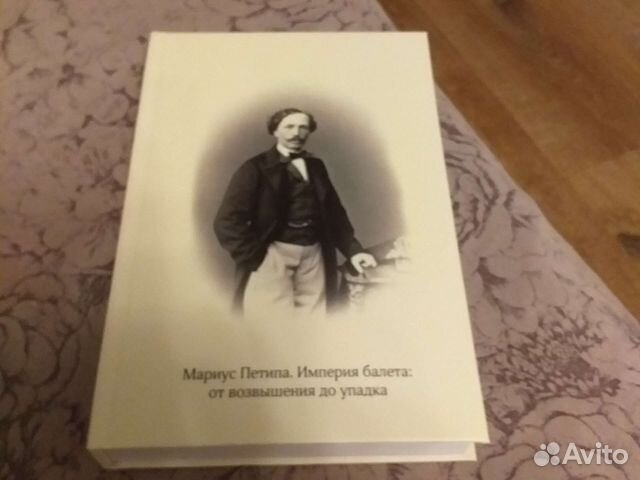 Мариус Петипа. Империя балета:
от возвышения до упадка
Avito